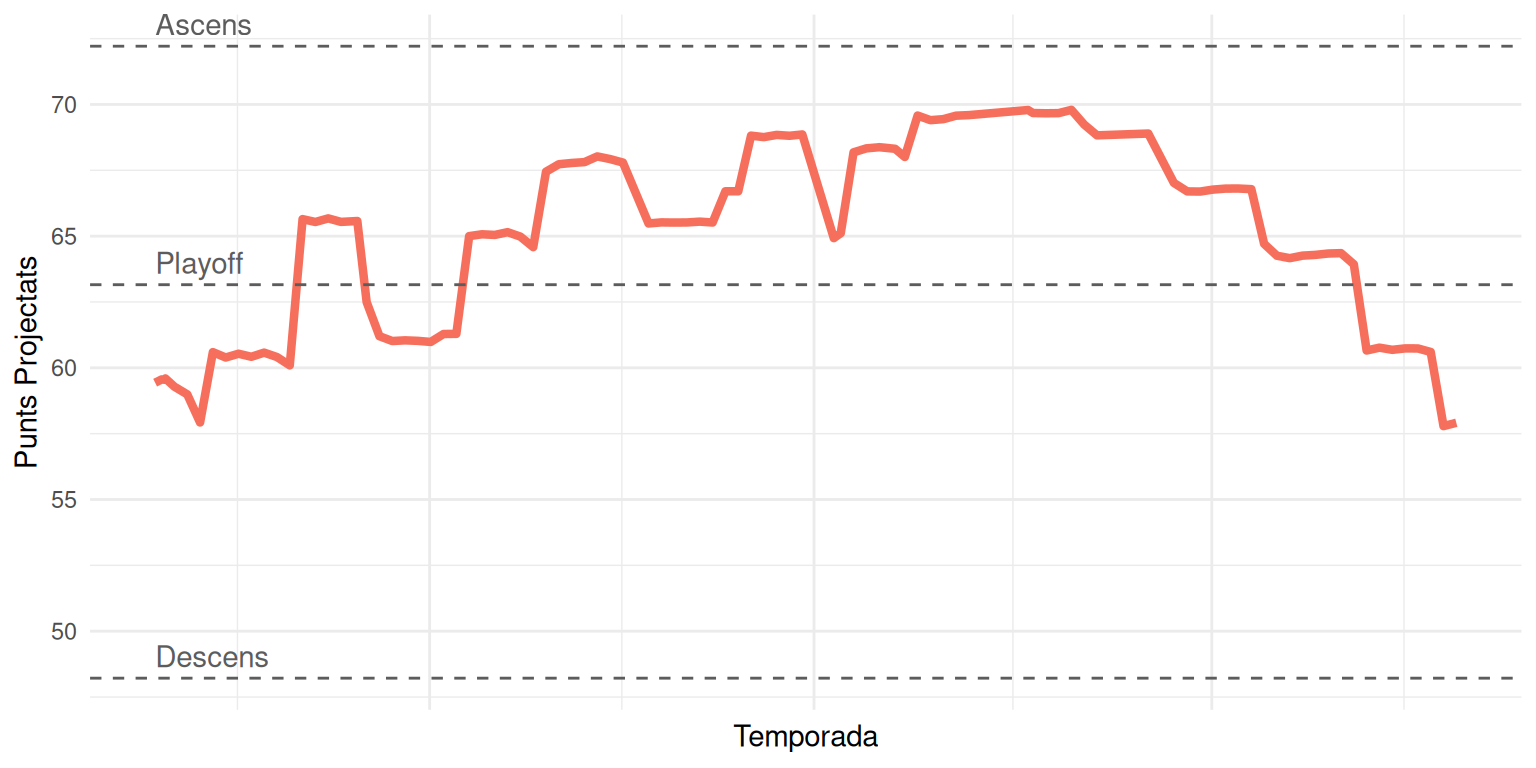 Ascens
70
65
Playoff
60
55
50
Descens
Punts Projectats
Temporada